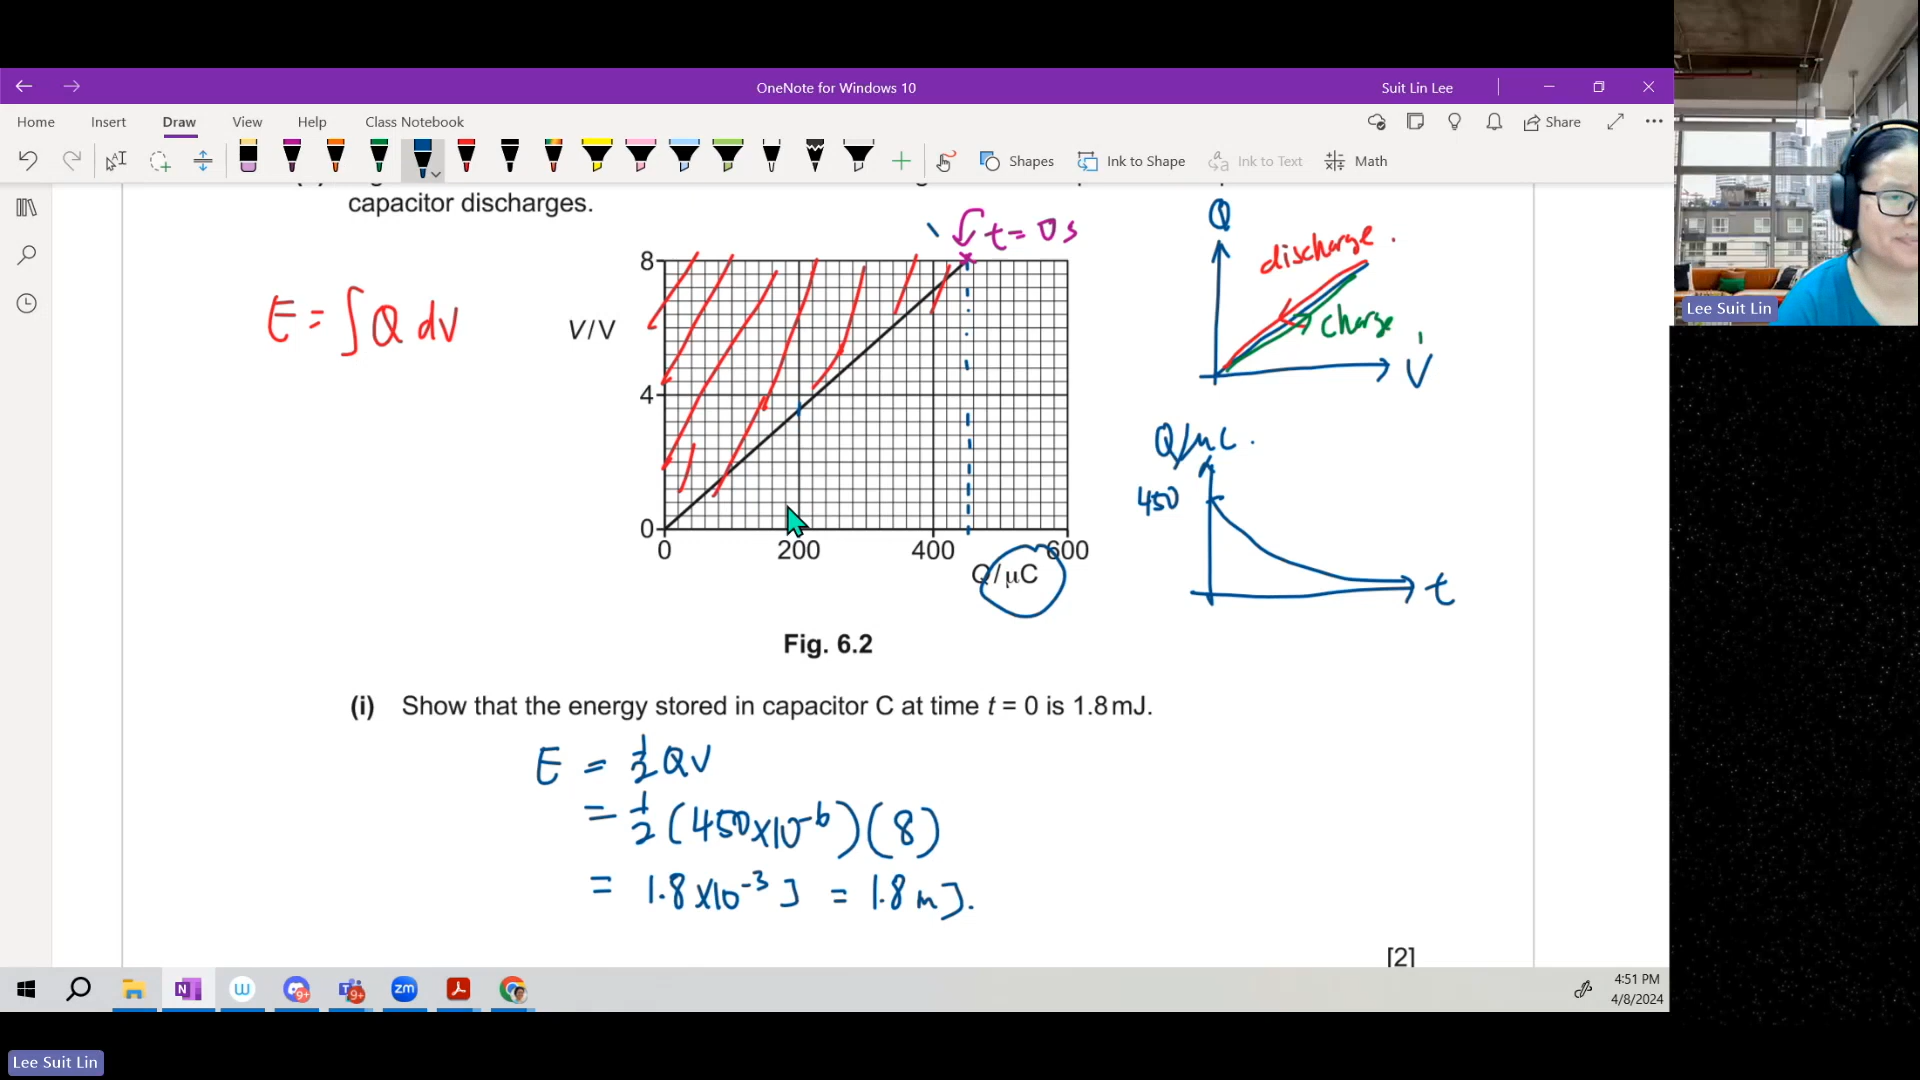 OneNote for Windows 10
Suit Lin Lee
Home Insert Draw View Help Class Notebook
Share
Shapes Ink to Shape Ink to Text Math
capacitor discharges.
t = 0 s
8
E = ∫ Q dV
V/V
4
0
0 200 400 600
Q/μC
Q
discharge.
charge
V
Q/μC.
450
t
Fig. 6.2
(i) Show that the energy stored in capacitor C at time t = 0 is 1.8 mJ.
E = ½ QV
= ½ (450×10⁻⁶)(8)
= 1.8×10⁻³ J = 1.8 mJ.
[2]
Lee Suit Lin
4:51 PM
4/8/2024
Lee Suit Lin